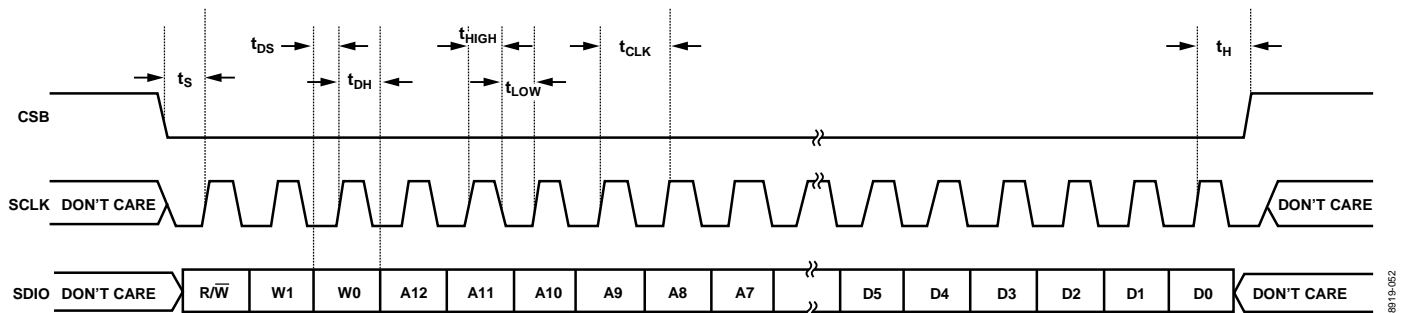 tDS
tHIGH
tCLK
tH
tS
tDH
tLOW
CSB
SCLK DON'T CARE
DON'T CARE
SDIO DON'T CARE
R/W̅ W1 W0 A12 A11 A10 A9 A8 A7 D5 D4 D3 D2 D1 D0
DON'T CARE
8919-052